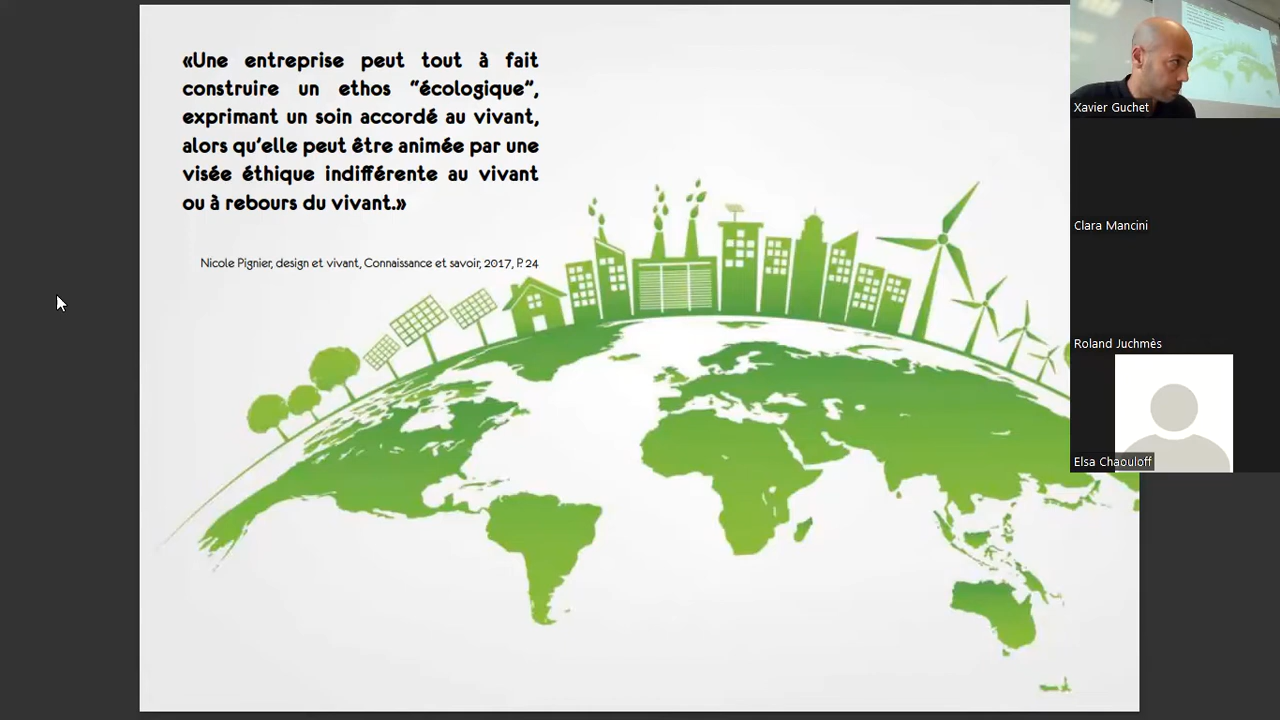 «Une entreprise peut tout à fait
construire un ethos “écologique”,
exprimant un soin accordé au vivant,
alors qu’elle peut être animée par une
visée éthique indifférente au vivant
ou à rebours du vivant.»
Nicole Pignier, design et vivant, Connaissance et savoir, 2017, P. 24
Xavier Guchet
Clara Mancini
Roland Juchmès
Elsa Chaouloff